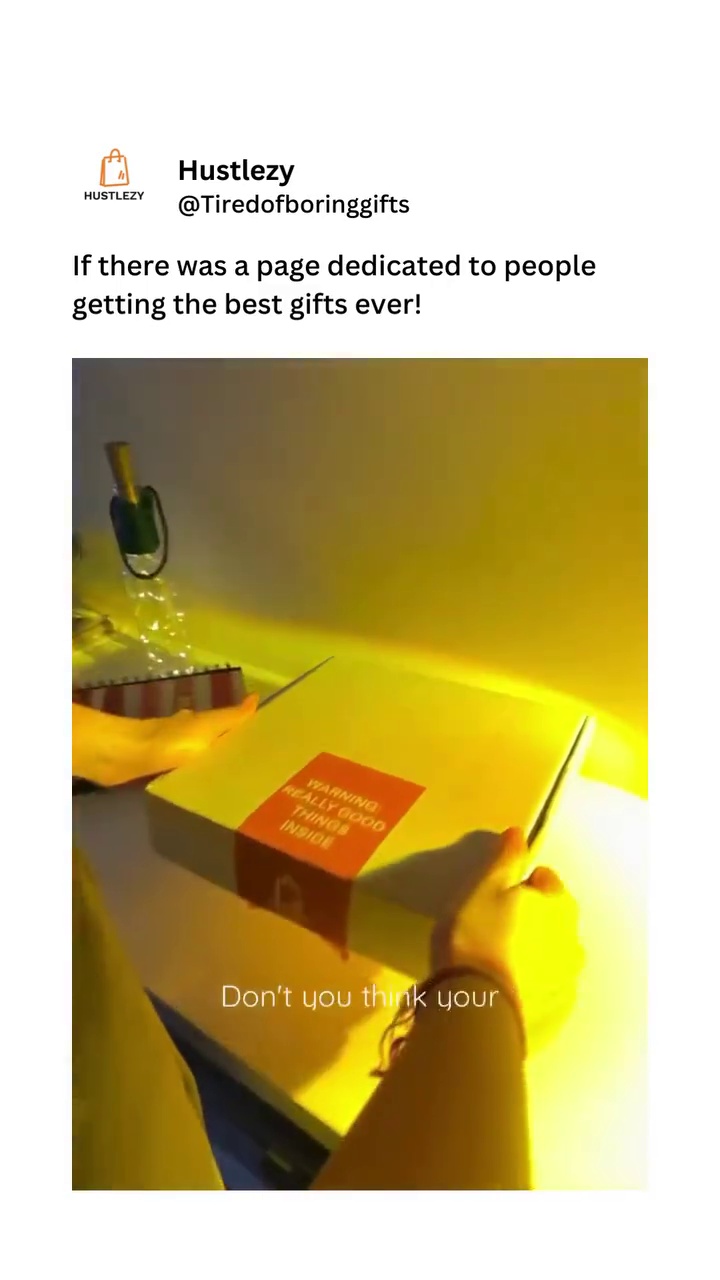 HUSTLEZY
Hustlezy
@Tiredofboringgifts
If there was a page dedicated to people
getting the best gifts ever!
WARNING
REALLY GOOD
THINGS
INSIDE
Don't you think your